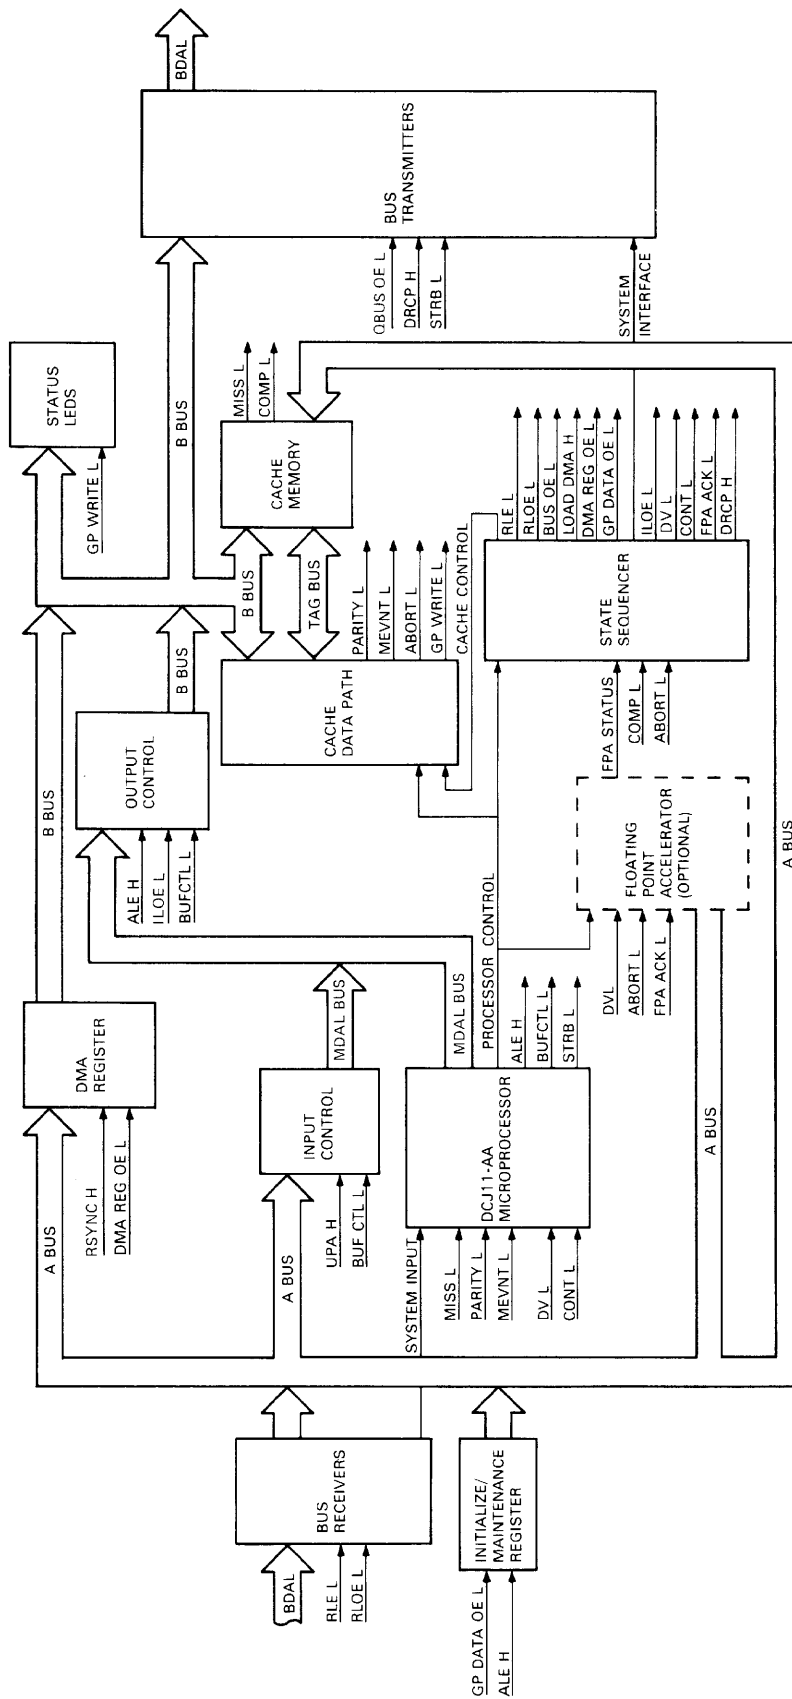 BDAL
RLE L
RLOE L
BUS
RECEIVERS
GP DATA OE L
ALE H
INITIALIZE/
MAINTENANCE
REGISTER
A BUS
RSYNC H
DMA REG OE L
DMA
REGISTER
B BUS
A BUS
UPA H
BUF CTL L
INPUT
CONTROL
MDAL BUS
SYSTEM INPUT
MISS L
PARITY L
MEVNT L
DV L
CONT L
DCJ11-AA
MICROPROCESSOR
MDAL BUS
PROCESSOR CONTROL
ALE H
BUFCTL L
STRB L
A BUS
ALE H
ILOE L
BUFCTL L
OUTPUT
CONTROL
B BUS
DVL
ABORT L
FPA ACK L
FLOATING
POINT
ACCELERATOR
(OPTIONAL)
A BUS
CACHE
DATA PATH
B BUS
TAG BUS
PARITY L
MEVNT L
ABORT L
GP WRITE L
CACHE CONTROL
FPA STATUS
COMP L
ABORT L
STATE
SEQUENCER
RLE L
RLOE L
BUS OE L
LOAD DMA H
DMA REG OE L
GP DATA OE L
ILOE L
DV L
CONT L
FPA ACK L
DRCP H
GP WRITE L
STATUS
LEDS
B BUS
CACHE
MEMORY
MISS L
COMP L
QBUS OE L
DRCP H
STRB L
SYSTEM
INTERFACE
BUS
TRANSMITTERS
BDAL